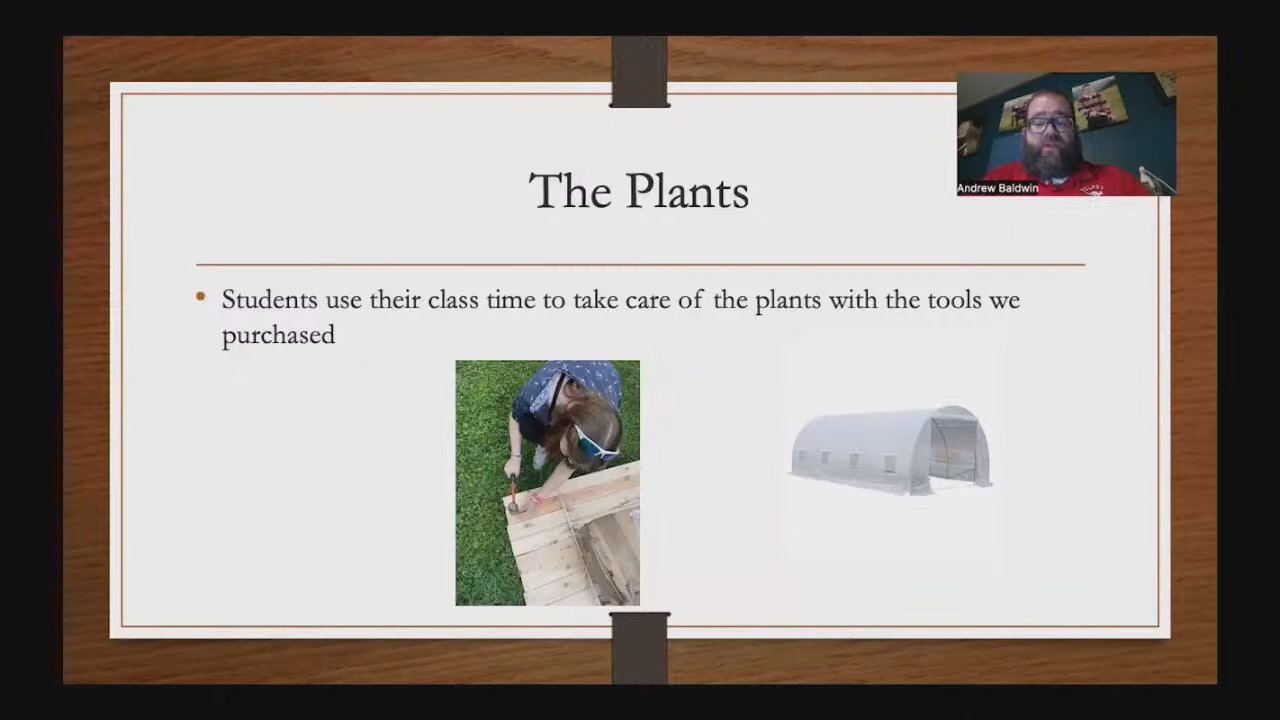 The Plants
Andrew Baldwin
Students use their class time to take care of the plants with the tools we
purchased